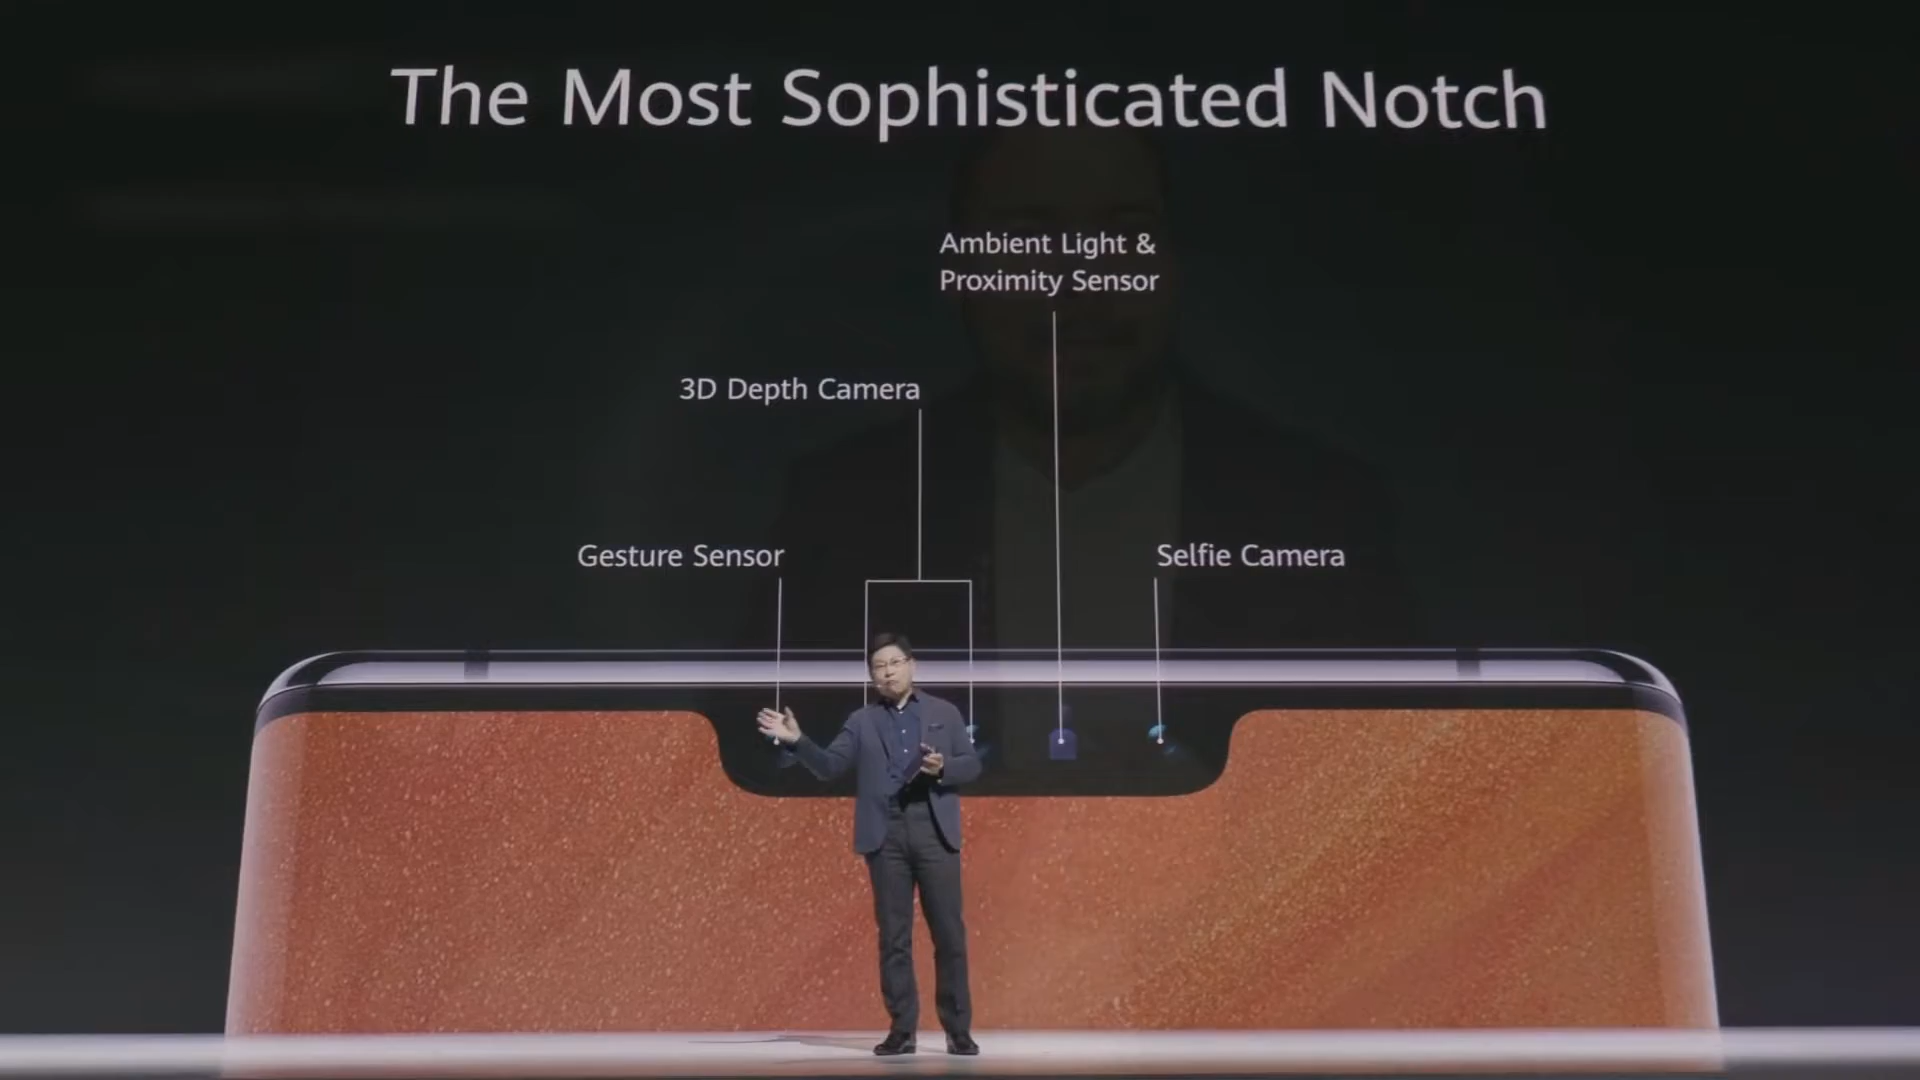 The Most Sophisticated Notch
Ambient Light &
Proximity Sensor
3D Depth Camera
Gesture Sensor
Selfie Camera